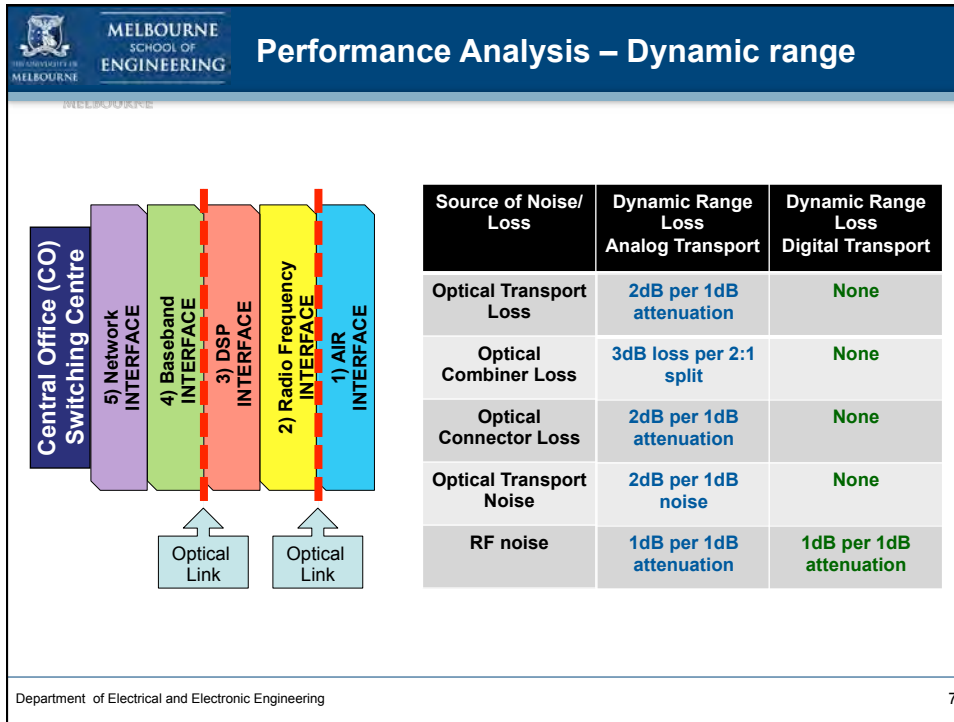 THE UNIVERSITY OF
MELBOURNE
MELBOURNE
SCHOOL OF
ENGINEERING
Performance Analysis – Dynamic range
MELBOURNE
Central Office (CO)
Switching Centre
5) Network
INTERFACE
4) Baseband
INTERFACE
3) DSP
INTERFACE
2) Radio Frequency
INTERFACE
1) AIR
INTERFACE
Optical
Link
Optical
Link
Source of Noise/
Loss
Dynamic Range
Loss
Analog Transport
Dynamic Range
Loss
Digital Transport
Optical Transport
Loss
2dB per 1dB
attenuation
None
Optical
Combiner Loss
3dB loss per 2:1
split
None
Optical
Connector Loss
2dB per 1dB
attenuation
None
Optical Transport
Noise
2dB per 1dB
noise
None
RF noise
1dB per 1dB
attenuation
1dB per 1dB
attenuation
Department of Electrical and Electronic Engineering
7